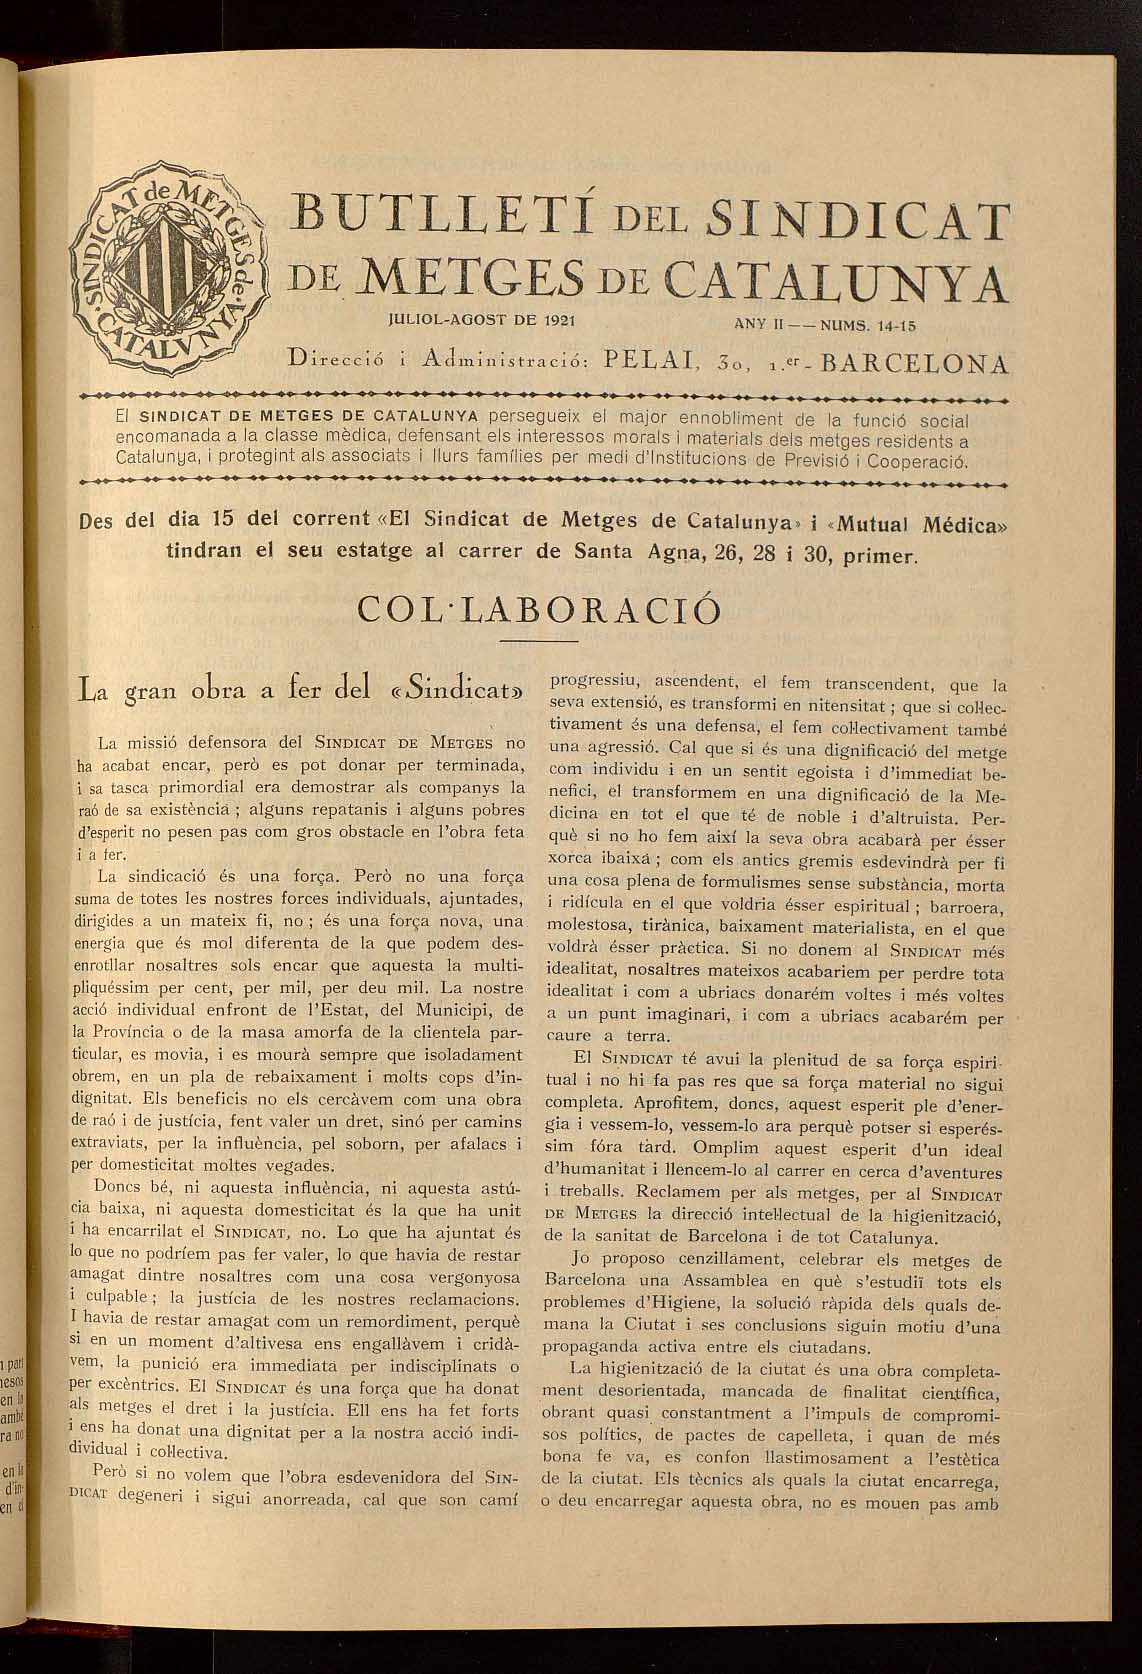 SINDICAT de METGES de CATALVNYA
BUTLLETÍ DEL SINDICAT
DE METGES DE CATALUNYA
JULIOL-AGOST DE 1921
ANY II — — NUMS. 14-15
Direcció i Administració: PELAI, 30, 1.er - BARCELONA
El SINDICAT DE METGES DE CATALUNYA persegueix el major ennobliment de la funció social
encomanada a la classe mèdica, defensant els interessos morals i materials dels metges residents a
Catalunya, i protegint als associats i llurs famílies per medi d'Institucions de Previsió i Cooperació.
Des del dia 15 del corrent «El Sindicat de Metges de Catalunya» i «Mutual Médica»
tindran el seu estatge al carrer de Santa Agna, 26, 28 i 30, primer.
COL·LABORACIÓ
La gran obra a fer del «Sindicat»
La missió defensora del SINDICAT DE METGES no
ha acabat encar, però es pot donar per terminada,
i sa tasca primordial era demostrar als companys la
raó de sa existència ; alguns repatanis i alguns pobres
d'esperit no pesen pas com gros obstacle en l'obra feta
i a fer.
La sindicació és una força. Però no una força
suma de totes les nostres forces individuals, ajuntades,
dirigides a un mateix fi, no ; és una força nova, una
energia que és mol diferenta de la que podem des-
enrotllar nosaltres sols encar que aquesta la multi-
pliquéssim per cent, per mil, per deu mil. La nostre
acció individual enfront de l'Estat, del Municipi, de
la Província o de la masa amorfa de la clientela par-
ticular, es movia, i es mourà sempre que isoladament
obrem, en un pla de rebaixament i molts cops d'in-
dignitat. Els beneficis no els cercàvem com una obra
de raó i de justícia, fent valer un dret, sinó per camins
extraviats, per la influència, pel soborn, per afalacs i
per domesticitat moltes vegades.
Doncs bé, ni aquesta influència, ni aquesta astú-
cia baixa, ni aquesta domesticitat és la que ha unit
i ha encarrilat el SINDICAT, no. Lo que ha ajuntat és
lo que no podríem pas fer valer, lo que havia de restar
amagat dintre nosaltres com una cosa vergonyosa
i culpable ; la justícia de les nostres reclamacions.
I havia de restar amagat com un remordiment, perquè
si en un moment d'altivesa ens engallàvem i cridà-
vem, la punició era immediata per indisciplinats o
per excèntrics. El SINDICAT és una força que ha donat
als metges el dret i la justícia. Ell ens ha fet forts
i ens ha donat una dignitat per a la nostra acció indi-
dividual i col·lectiva.
Però si no volem que l'obra esdevenidora del SIN-
DICAT degeneri i sigui anorreada, cal que son camí
progressiu, ascendent, el fem transcendent, que la
seva extensió, es transformi en nitensitat ; que si col·lec-
tivament és una defensa, el fem col·lectivament també
una agressió. Cal que si és una dignificació del metge
com individu i en un sentit egoista i d'immediat be-
nefici, el transformem en una dignificació de la Me-
dicina en tot el que té de noble i d'altruista. Per-
què si no ho fem així la seva obra acabarà per ésser
xorca ibaixá ; com els antics gremis esdevindrà per fi
una cosa plena de formulismes sense substància, morta
i ridícula en el que voldria ésser espiritual ; barroera,
molestosa, tirànica, baixament materialista, en el que
voldrà ésser pràctica. Si no donem al SINDICAT més
idealitat, nosaltres mateixos acabariem per perdre tota
idealitat i com a ubriacs donarém voltes i més voltes
a un punt imaginari, i com a ubriacs acabarém per
caure a terra.
El SINDICAT té avui la plenitud de sa força espiri-
tual i no hi fa pas res que sa força material no sigui
completa. Aprofitem, doncs, aquest esperit ple d'ener-
gia i vessem-lo, vessem-lo ara perquè potser si esperés-
sim fóra tàrd. Omplim aquest esperit d'un ideal
d'humanitat i llencem-lo al carrer en cerca d'aventures
i treballs. Reclamem per als metges, per al SINDICAT
DE METGES la direcció intel·lectual de la higienització,
de la sanitat de Barcelona i de tot Catalunya.
Jo proposo cenzillàment, celebrar els metges de
Barcelona una Assamblea en què s'estudiï tots els
problemes d'Higiene, la solució ràpida dels quals de-
mana la Ciutat i ses conclusions siguin motiu d'una
propaganda activa entre els ciutadans.
La higienització de la ciutat és una obra completa-
ment desorientada, mancada de finalitat científica,
obrant quasi constantment a l'impuls de compromi-
sos polítics, de pactes de capelleta, i quan de més
bona fe va, es confon llastimosament a l'estètica
de la ciutat. Els tècnics als quals la ciutat encarrega,
o deu encarregar aquesta obra, no es mouen pas amb